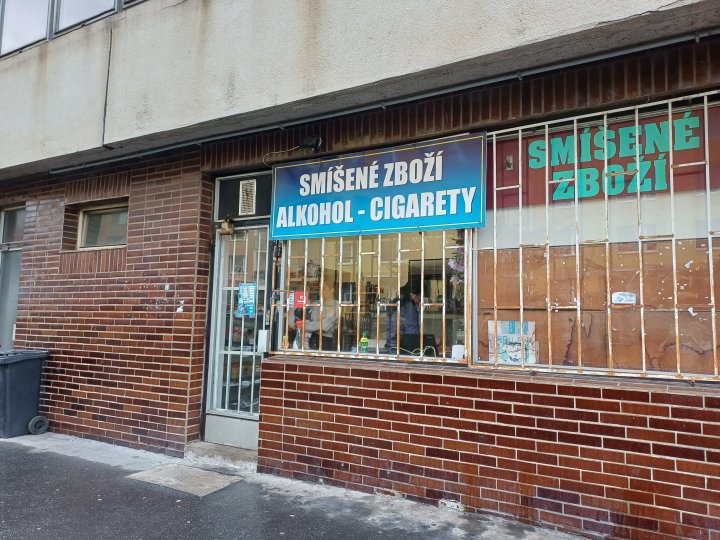 SMÍŠENÉ ZBOŽÍ
ALKOHOL - CIGARETY
SMÍŠENÉ
ZBOŽÍ